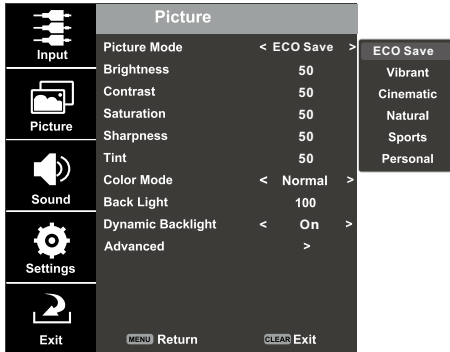 Picture
Input
Picture
Sound
Settings
Exit
Picture Mode < ECO Save >
Brightness 50
Contrast 50
Saturation 50
Sharpness 50
Tint 50
Color Mode < Normal >
Back Light 100
Dynamic Backlight < On >
Advanced >
MENU Return CLEAR Exit
ECO Save
Vibrant
Cinematic
Natural
Sports
Personal